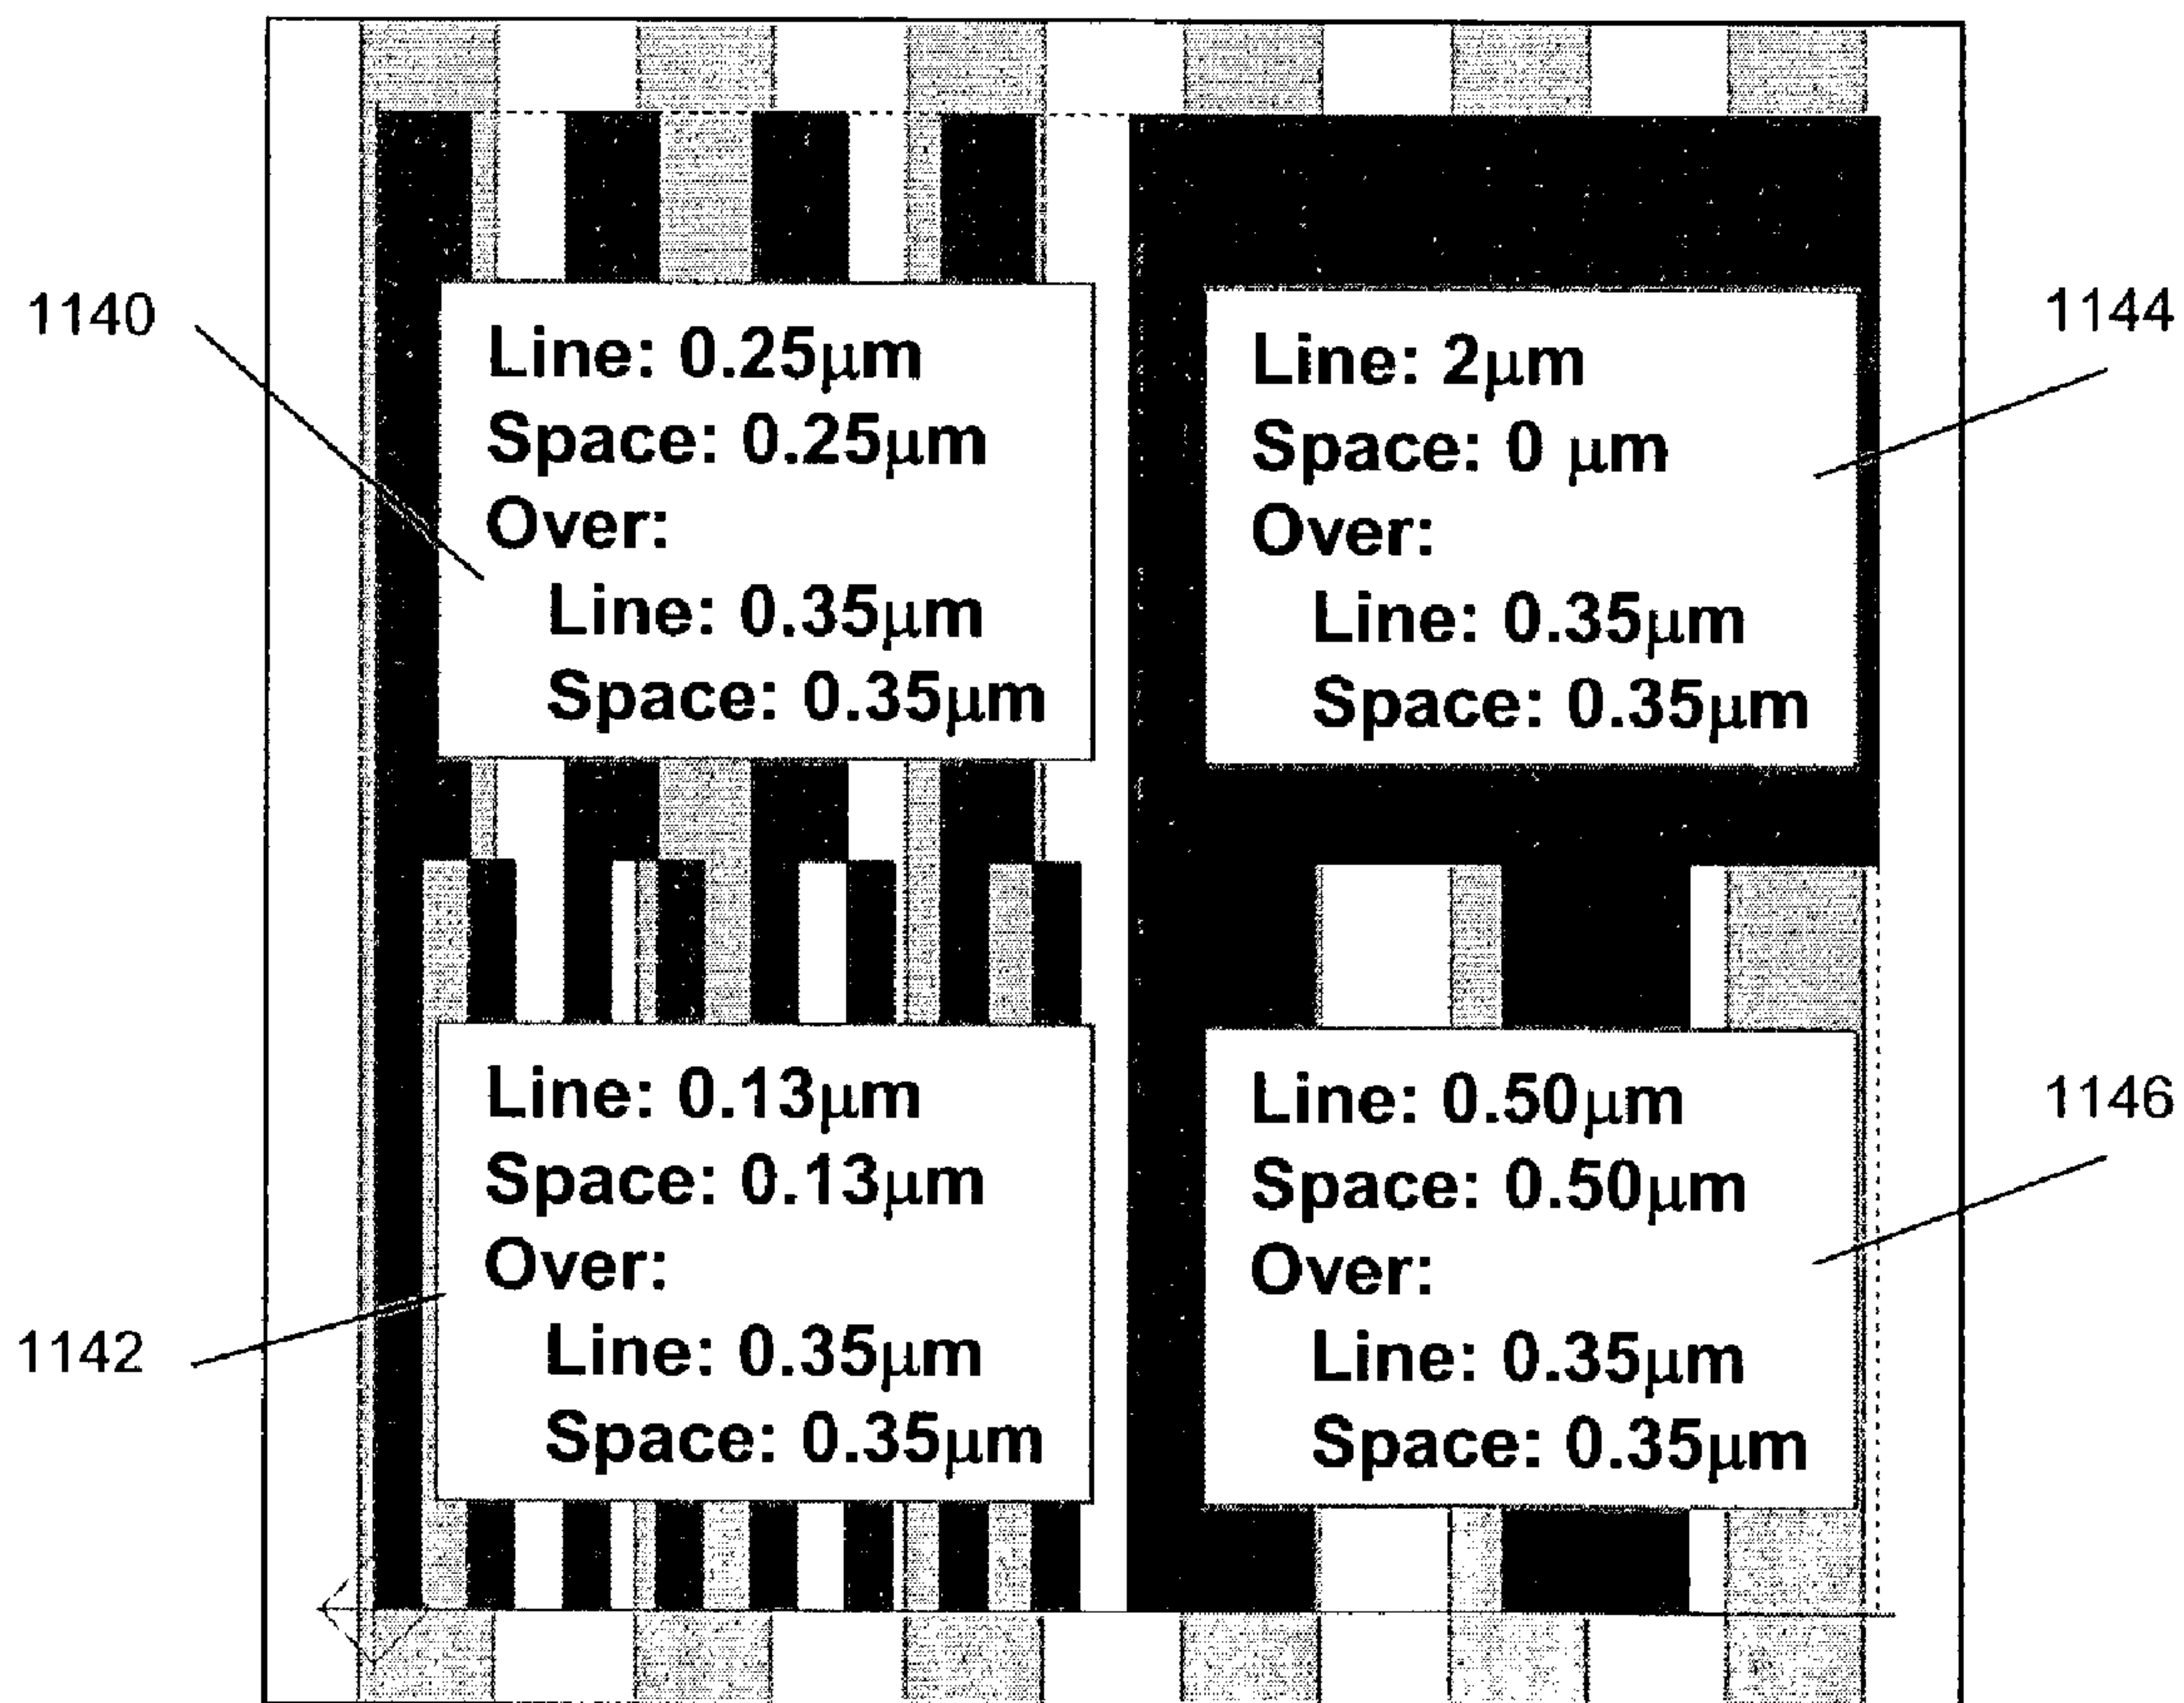 1140
Line: 0.25μm
Space: 0.25μm
Over:
Line: 0.35μm
Space: 0.35μm
1144
Line: 2μm
Space: 0 μm
Over:
Line: 0.35μm
Space: 0.35μm
1142
Line: 0.13μm
Space: 0.13μm
Over:
Line: 0.35μm
Space: 0.35μm
1146
Line: 0.50μm
Space: 0.50μm
Over:
Line: 0.35μm
Space: 0.35μm